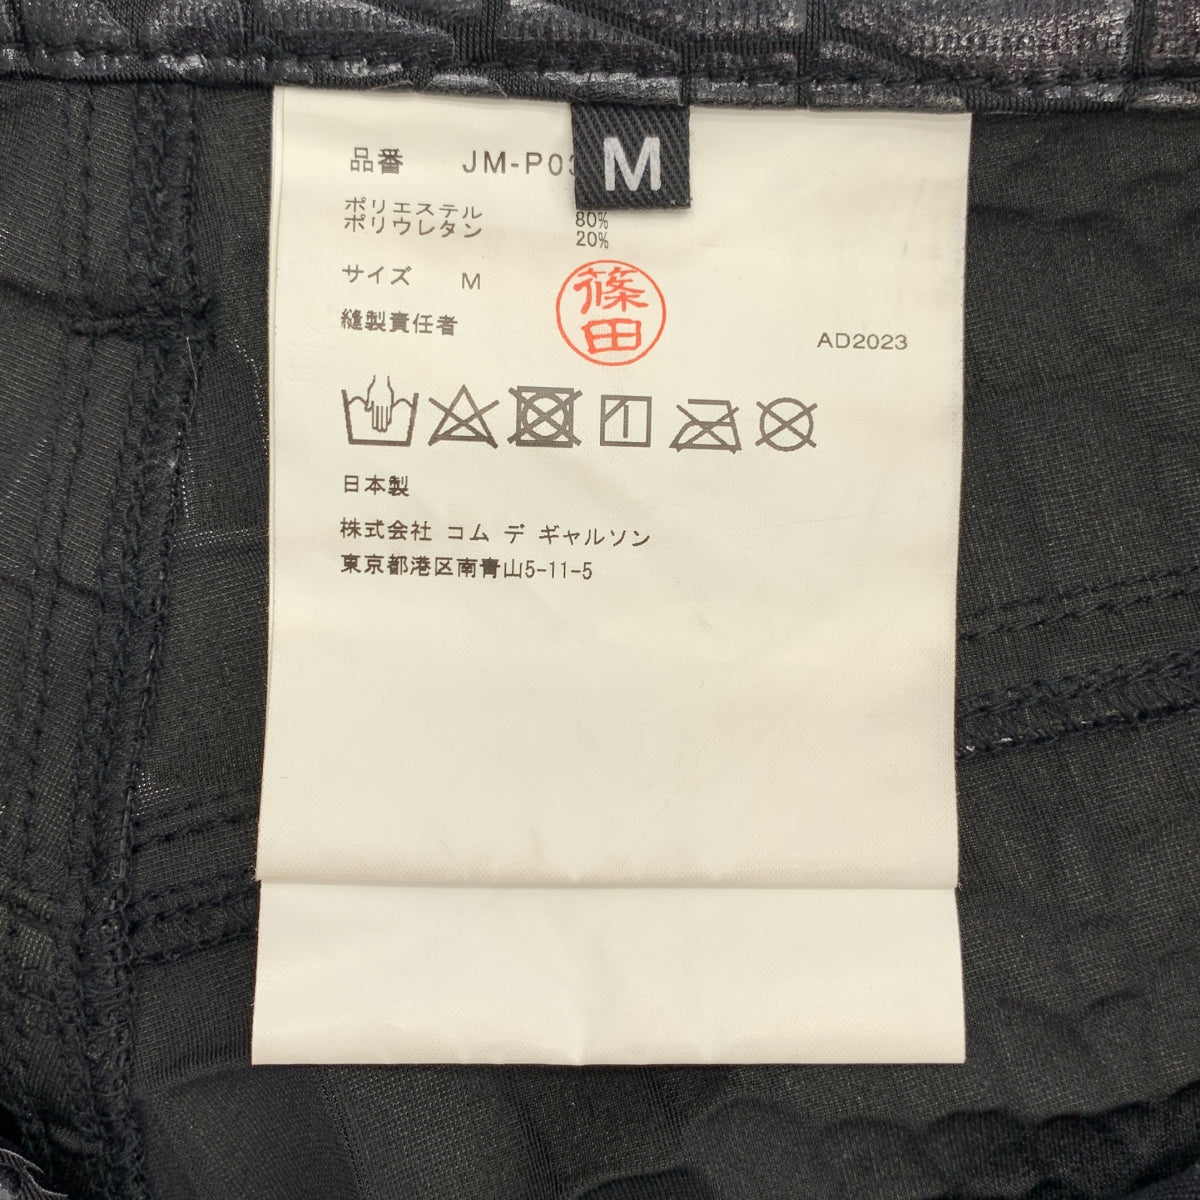 品番 JM-P03
M
ポリエステル 80%
ポリウレタン 20%
サイズ M
縫製責任者 篠田
AD2023
日本製
株式会社 コム デ ギャルソン
東京都港区南青山5-11-5